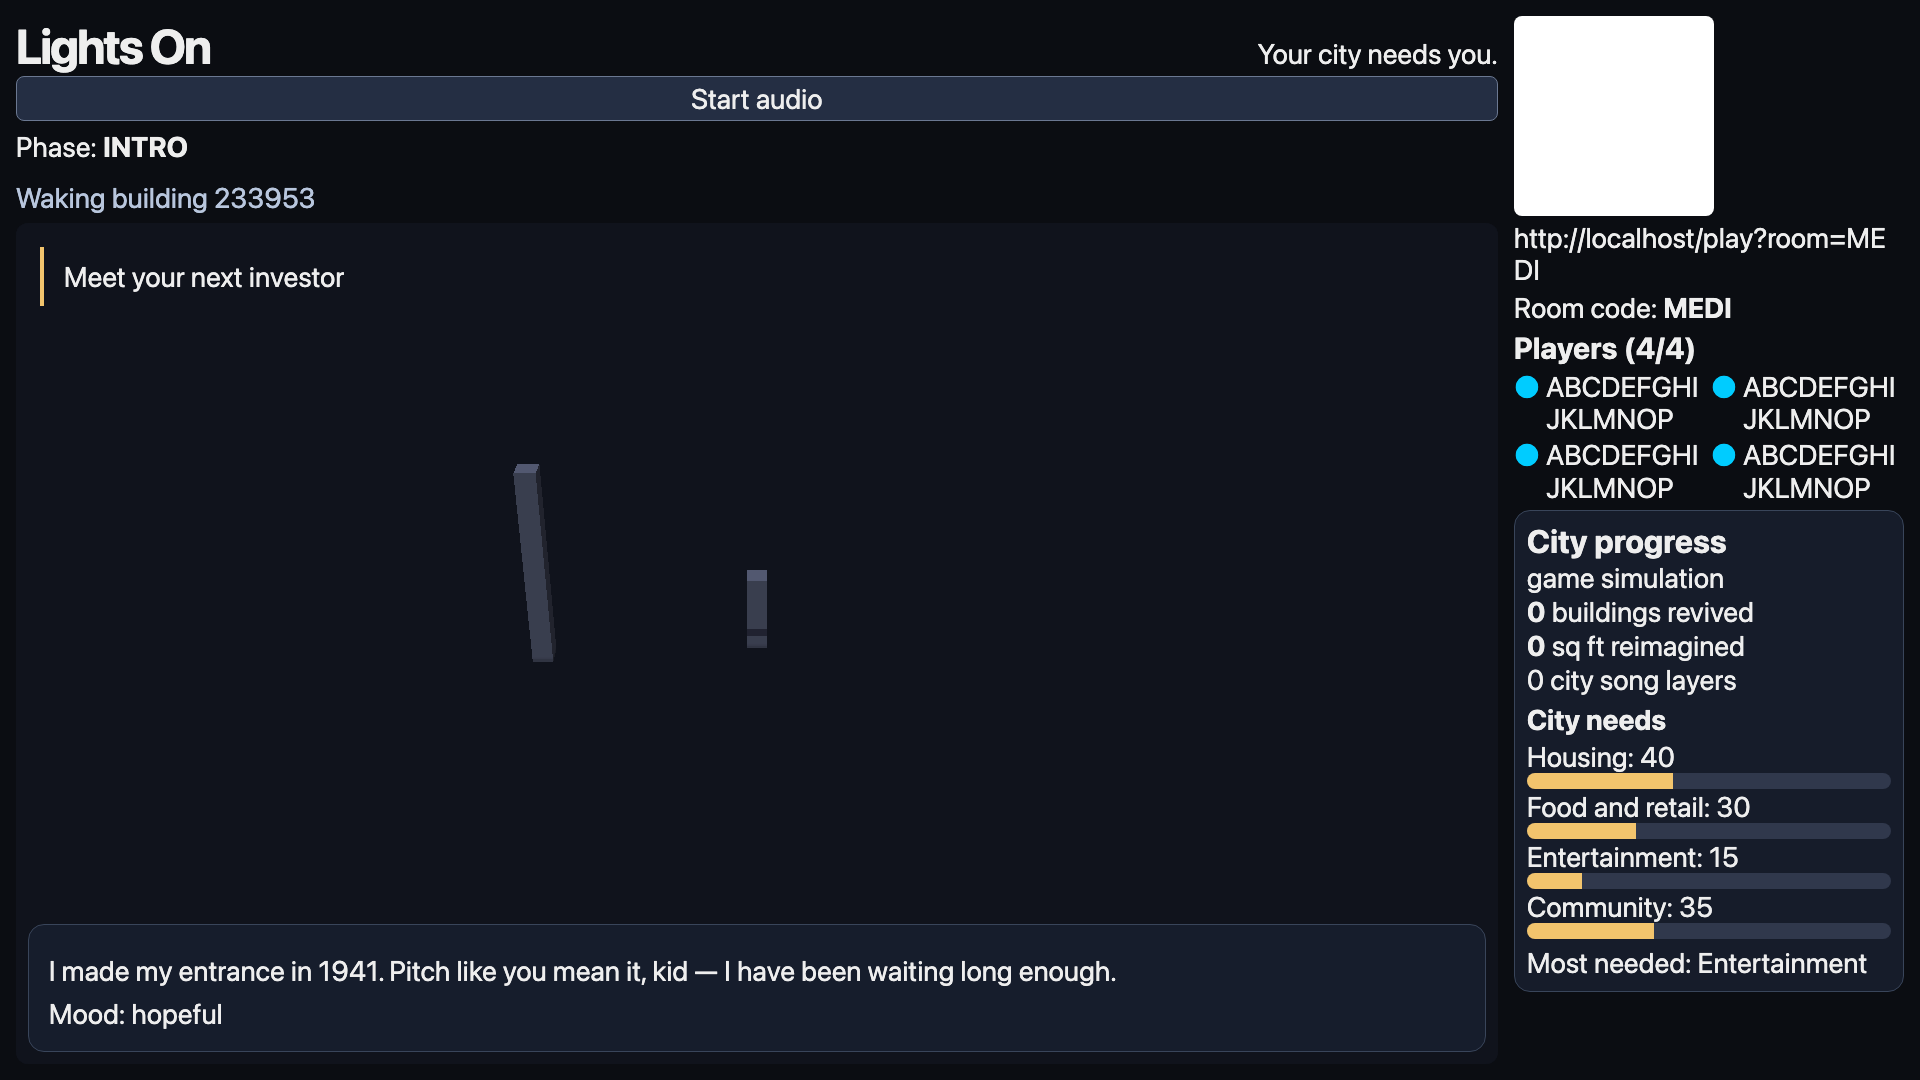 Lights On
Your city needs you.
Start audio
Phase: INTRO
Waking building 233953
Meet your next investor
I made my entrance in 1941. Pitch like you mean it, kid — I have been waiting long enough.
Mood: hopeful
http://localhost/play?room=ME
DI
Room code: MEDI
Players (4/4)
ABCDEFGHI
JKLMNOP
ABCDEFGHI
JKLMNOP
ABCDEFGHI
JKLMNOP
ABCDEFGHI
JKLMNOP
City progress
game simulation
0 buildings revived
0 sq ft reimagined
0 city song layers
City needs
Housing: 40
Food and retail: 30
Entertainment: 15
Community: 35
Most needed: Entertainment